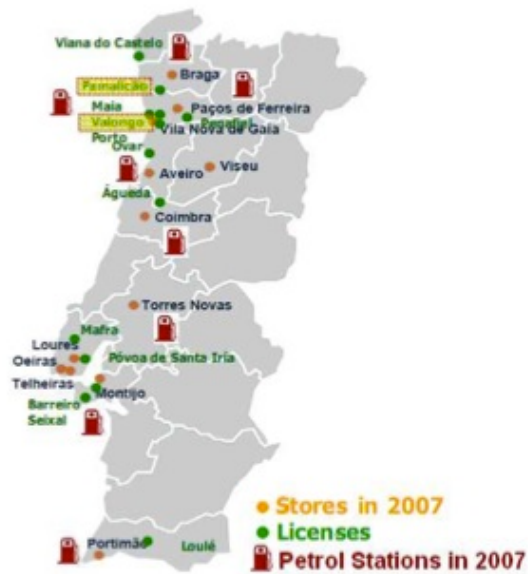 Viana do Castelo
Braga
Famalicão
Maia
Paços de Ferreira
Penafiel
Valongo
Vila Nova de Gaia
Porto
Ovar
Viseu
Aveiro
Águeda
Coimbra
Torres Novas
Mafra
Loures
Oeiras
Póvoa de Santa Iria
Telheiras
Montijo
Barreiro
Seixal
Portimão
Loulé
Stores in 2007
Licenses
Petrol Stations in 2007